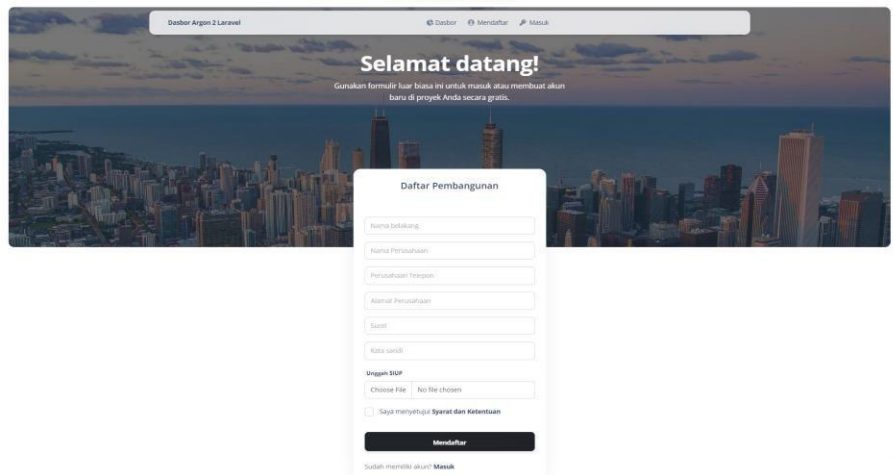 Dasbor Argon 2 Laravel
Dasbor Mendaftar Masuk
Selamat datang!
Gunakan formulir luar biasa ini untuk masuk atau membuat akun
baru di proyek Anda secara gratis.
Daftar Pembangunan
Nama belakang
Nama Perusahaan
Perusahaan Telepon
Alamat Perusahaan
Surat
Kata sandi
Unggah SIUP
Choose File No file chosen
Saya menyetujui Syarat dan Ketentuan
Mendaftar
Sudah memiliki akun? Masuk